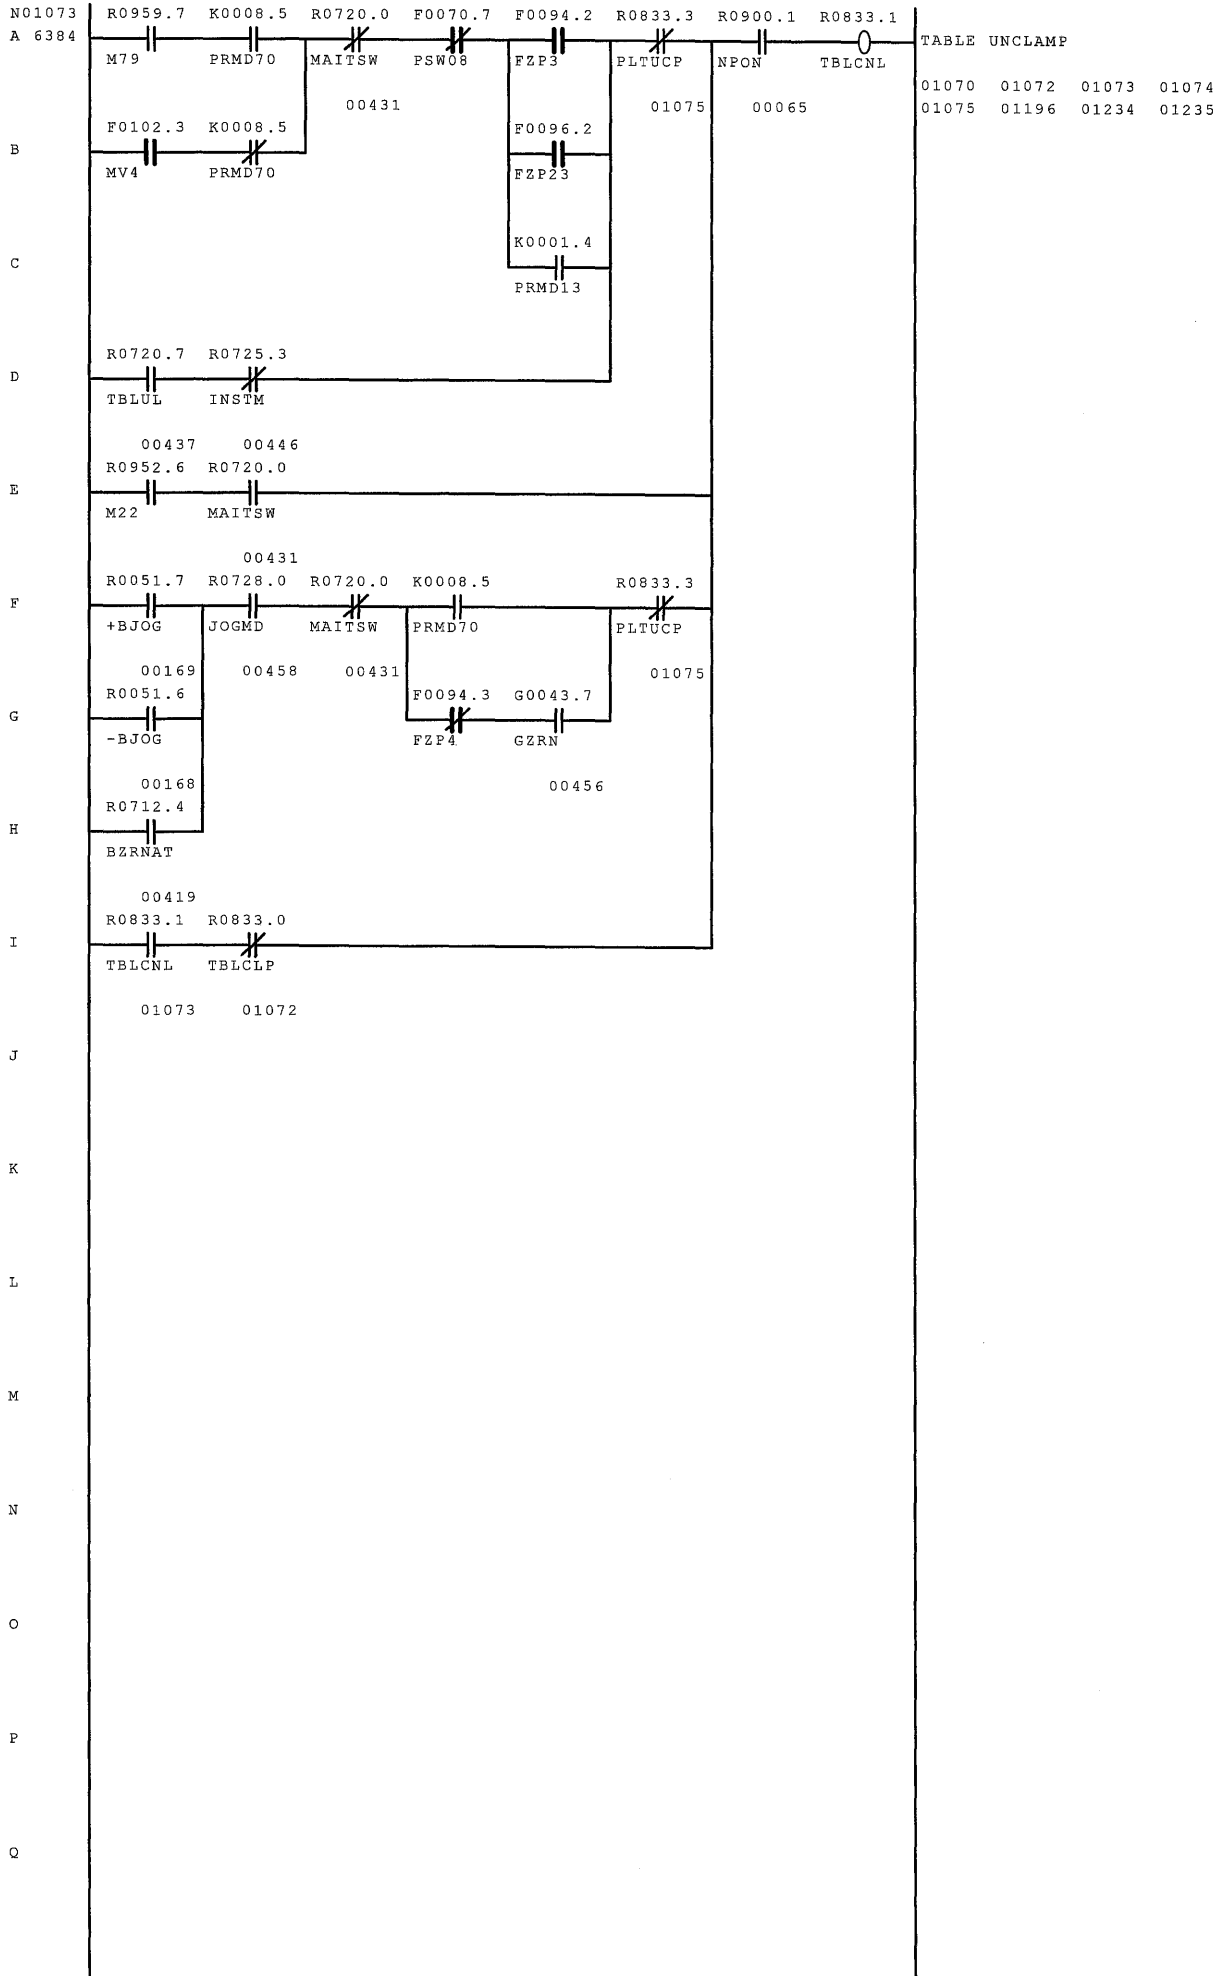 N01073 R0959.7 K0008.5 R0720.0 F0070.7 F0094.2 R0833.3 R0900.1 R0833.1
A 6384 TABLE UNCLAMP
M79 PRMD70 MAITSW PSW08 FZP3 PLTUCP NPON TBLCNL
01070 01072 01073 01074
00431 01075 00065 01075 01196 01234 01235
F0102.3 K0008.5 F0096.2
B
MV4 PRMD70 FZP23
K0001.4
C
PRMD13
R0720.7 R0725.3
D
TBLUL INSTM
00437 00446
R0952.6 R0720.0
E
M22 MAITSW
00431
R0051.7 R0728.0 R0720.0 K0008.5 R0833.3
F
+BJOG JOGMD MAITSW PRMD70 PLTUCP
00169 00458 00431 01075
R0051.6 F0094.3 G0043.7
G
-BJOG FZP4 GZRN
00168 00456
R0712.4
H
BZRNAT
00419
R0833.1 R0833.0
I
TBLCNL TBLCLP
01073 01072
J
K
L
M
N
O
P
Q